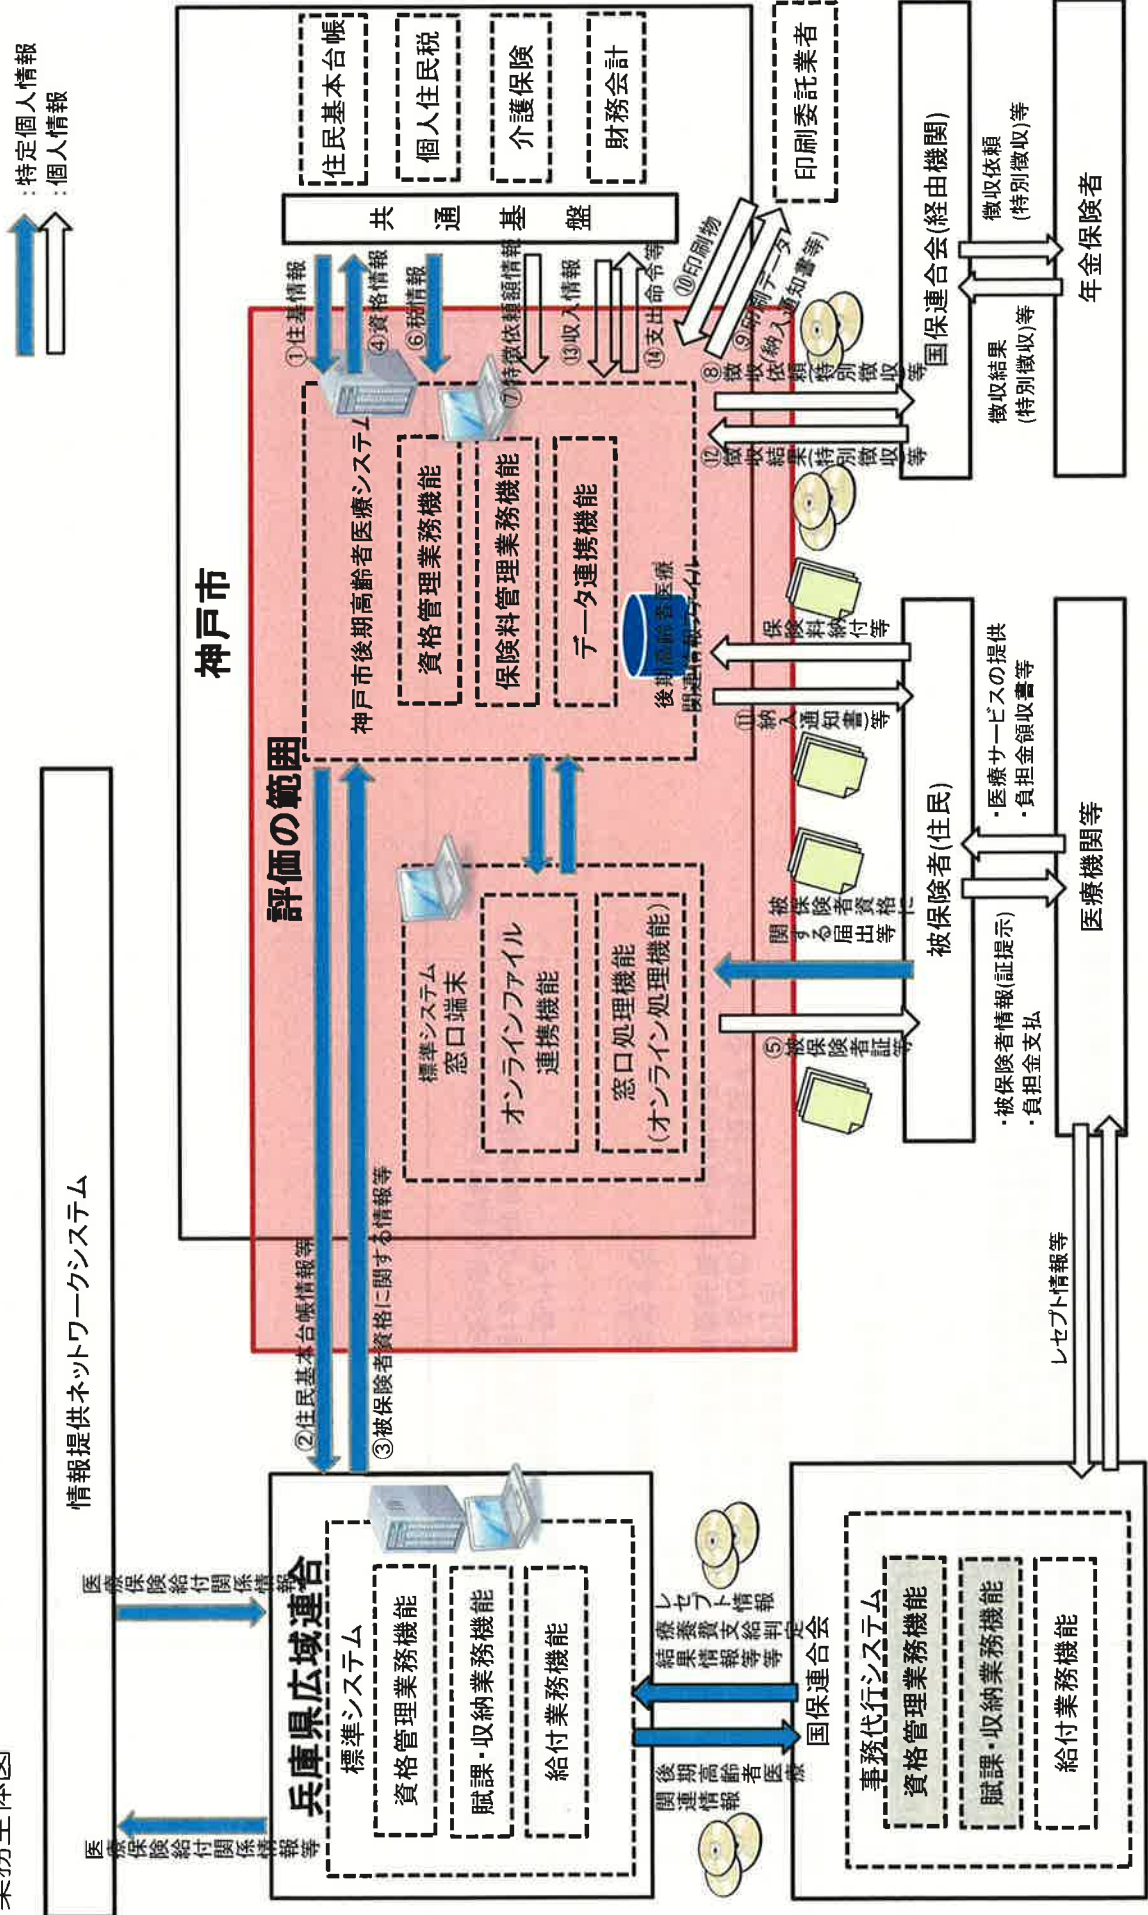 業務全体図
:特定個人情報
:個人情報
情報提供ネットワークシステム
医療保険給付関係情報等
医療保険給付関係情報
兵庫県広域連合
標準システム
資格管理業務機能
賦課・収納業務機能
給付業務機能
②住民基本台帳情報等
③被保険者資格に関する情報等
後期高齢者医療
関連情報
レセプト情報
療養費支給判定
結果情報等等
国保連合会
事務代行システム
資格管理業務機能
賦課・収納業務機能
給付業務機能
レセプト情報等
神戸市
評価の範囲
標準システム
窓口端末
オンラインファイル
連携機能
窓口処理機能
(オンライン処理機能)
神戸市後期高齢者医療システム
資格管理業務機能
保険料管理業務機能
データ連携機能
後期高齢者医療
関連情報ファイル
①住基情報
④資格情報
⑥税情報
⑦特徴依頼額情報
⑬収入情報
⑭支出命令等
共通基盤
住民基本台帳
個人住民税
介護保険
財務会計
⑩印刷物
⑨印刷データ
(納入通知書等)
印刷委託業者
⑤被保険者証等
被保険者資格に
関する届出等
⑪納入通知書)等
保険料納付等
⑫徴収結果(特別徴収)等
⑧徴収依頼(特別徴収)等
被保険者(住民)
・被保険者情報(証提示)
・負担金支払
・医療サービスの提供
・負担金領収書等
医療機関等
国保連合会(経由機関)
徴収結果
(特別徴収)等
徴収依頼
(特別徴収)等
年金保険者